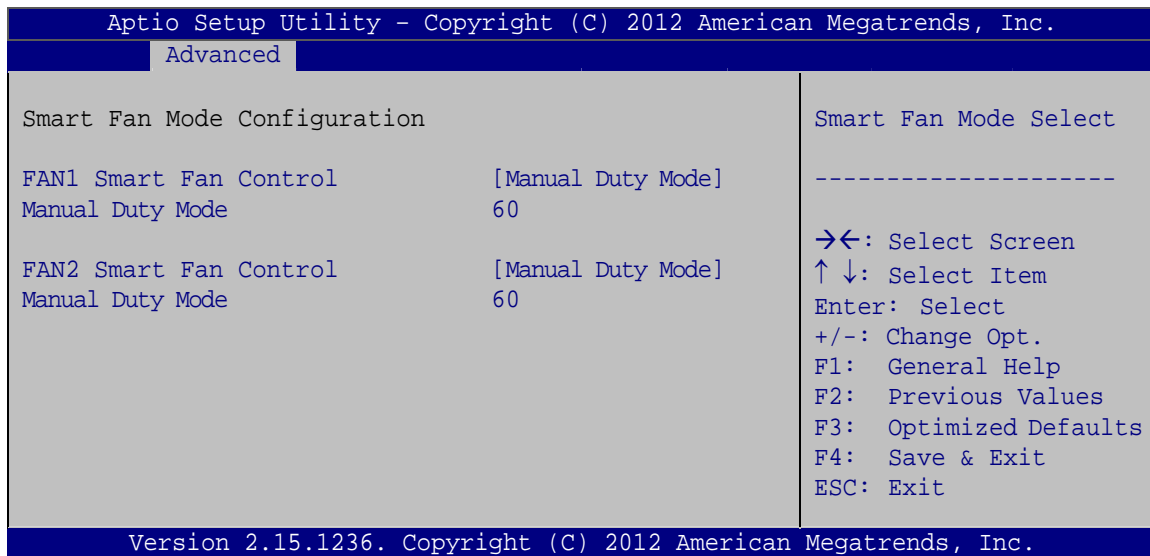 Aptio Setup Utility – Copyright (C) 2012 American Megatrends, Inc.
Advanced
Smart Fan Mode Configuration
FAN1 Smart Fan Control [Manual Duty Mode]
Manual Duty Mode 60
FAN2 Smart Fan Control [Manual Duty Mode]
Manual Duty Mode 60
Smart Fan Mode Select
---------------------
→←: Select Screen
↑ ↓: Select Item
Enter: Select
+/-: Change Opt.
F1: General Help
F2: Previous Values
F3: Optimized Defaults
F4: Save & Exit
ESC: Exit
Version 2.15.1236. Copyright (C) 2012 American Megatrends, Inc.